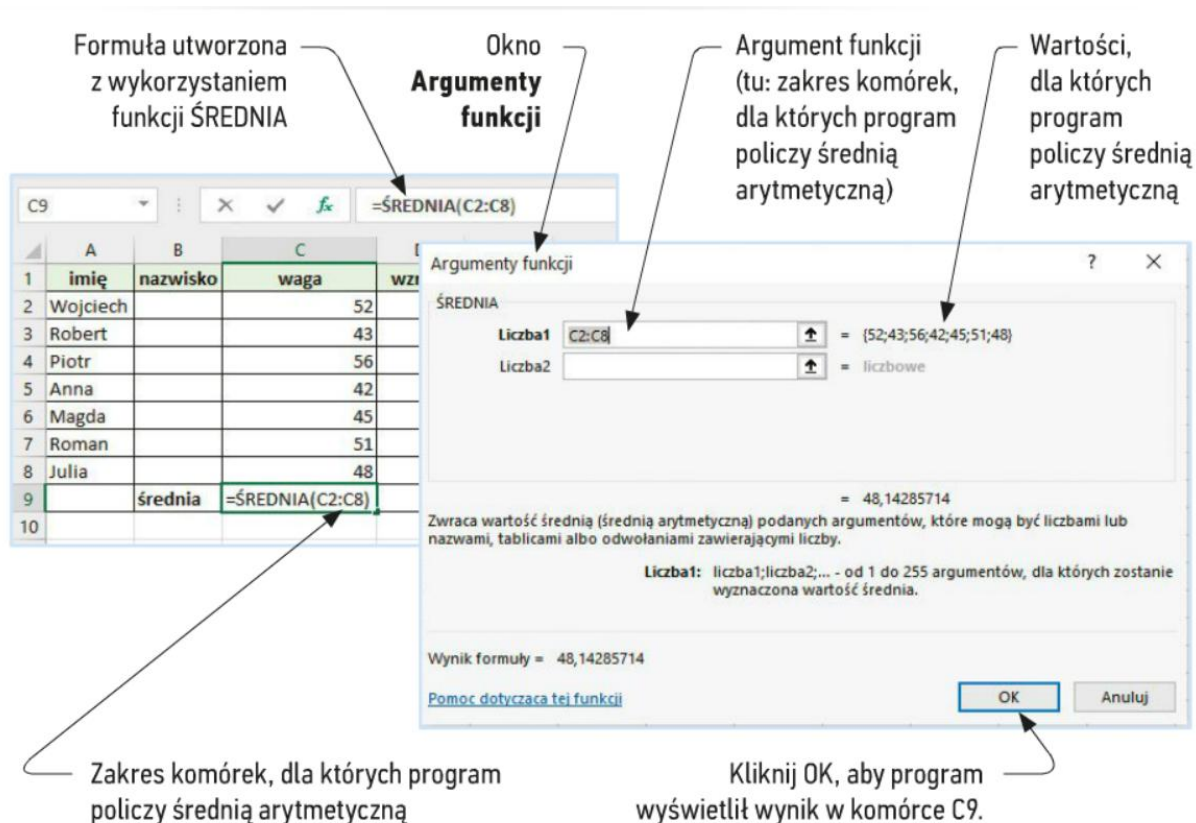 Formuła utworzona
z wykorzystaniem
funkcji ŚREDNIA
Okno
Argumenty
funkcji
Argument funkcji
(tu: zakres komórek,
dla których program
policzy średnią
arytmetyczną)
Wartości,
dla których
program
policzy średnią
arytmetyczną
C9 fx =ŚREDNIA(C2:C8)
A B C
1 imię nazwisko waga
2 Wojciech 52
3 Robert 43
4 Piotr 56
5 Anna 42
6 Magda 45
7 Roman 51
8 Julia 48
9 średnia =ŚREDNIA(C2:C8)
10
Argumenty funkcji ? ×
ŚREDNIA
Liczba1 C2:C8 = {52;43;56;42;45;51;48}
Liczba2 = liczbowe
= 48,14285714
Zwraca wartość średnią (średnią arytmetyczną) podanych argumentów, które mogą być liczbami lub
nazwami, tablicami albo odwołaniami zawierającymi liczby.
Liczba1: liczba1;liczba2;... - od 1 do 255 argumentów, dla których zostanie
wyznaczona wartość średnia.
Wynik formuły = 48,14285714
Pomoc dotycząca tej funkcji
OK Anuluj
Zakres komórek, dla których program
policzy średnią arytmetyczną
Kliknij OK, aby program
wyświetlił wynik w komórce C9.